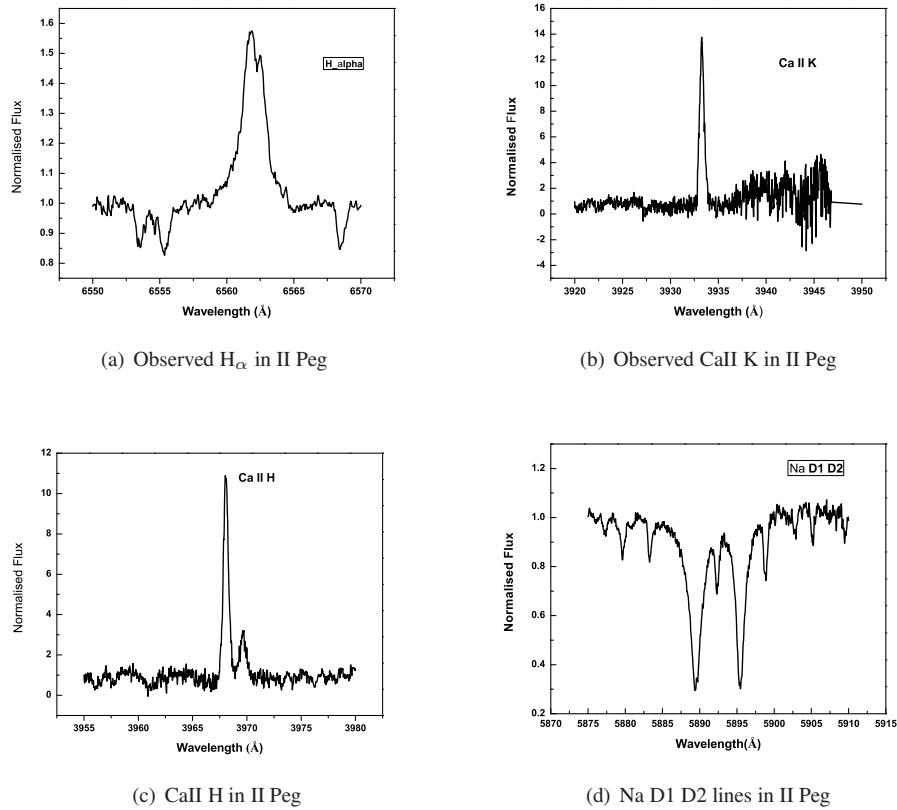 1.6
1.5
1.4
1.3
1.2
1.1
1.0
0.9
0.8
Normalised Flux
H_alpha
6550 6555 6560 6565 6570
Wavelength (Å)
(a) Observed Hα in II Peg
16
14
12
10
8
6
4
2
0
-2
-4
Normalised Flux
Ca II K
3920 3925 3930 3935 3940 3945 3950
Wavelength (Å)
(b) Observed CaII K in II Peg
12
10
8
6
4
2
0
Normalised Flux
Ca II H
3955 3960 3965 3970 3975 3980
Wavelength (Å)
(c) CaII H in II Peg
1.2
1.0
0.8
0.6
0.4
0.2
Normalised Flux
Na D1 D2
5870 5875 5880 5885 5890 5895 5900 5905 5910 5915
Wavelength(Å)
(d) Na D1 D2 lines in II Peg